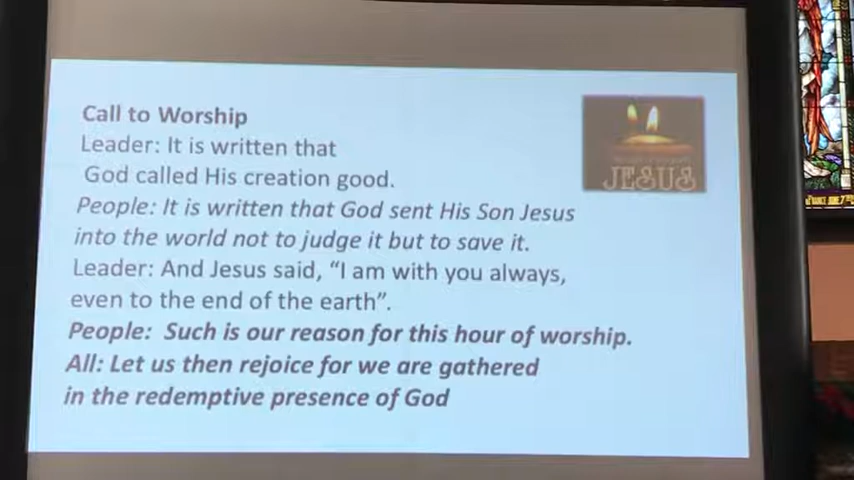 Call to Worship
Leader: It is written that
God called His creation good.
People: It is written that God sent His Son Jesus
into the world not to judge it but to save it.
Leader: And Jesus said, “I am with you always,
even to the end of the earth”.
People: Such is our reason for this hour of worship.
All: Let us then rejoice for we are gathered
in the redemptive presence of God
JESUS